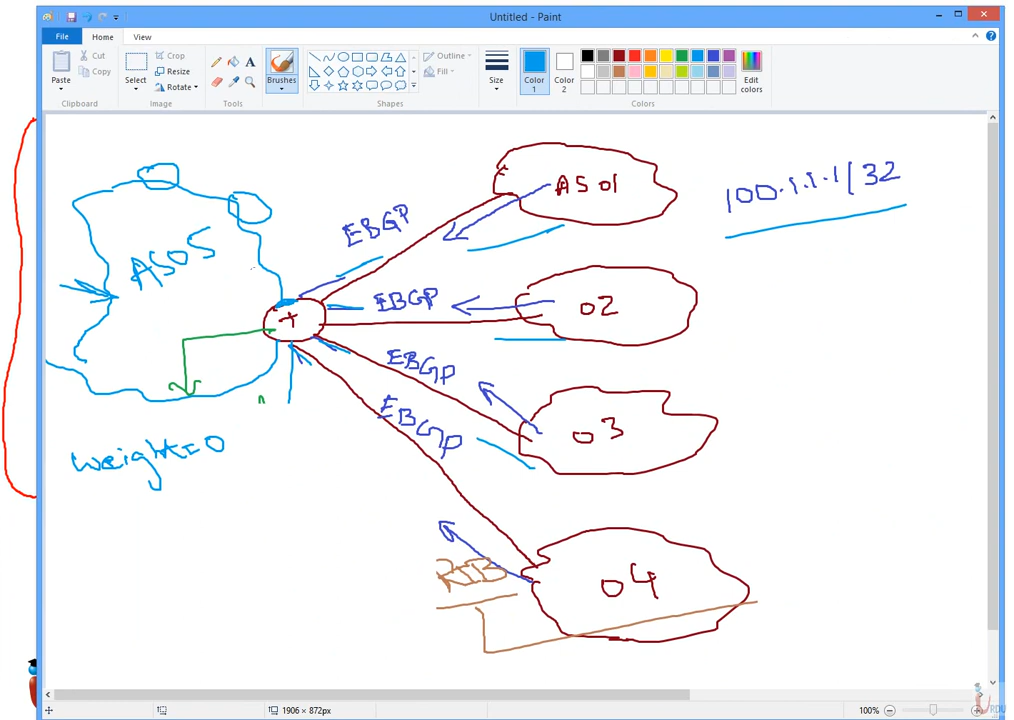 Untitled - Paint
File Home View
Cut
Copy
Paste
Clipboard
Crop
Resize
Rotate
Select
Image
Tools
Brushes
Outline
Fill
Shapes
Size
Color 1
Color 2
Edit colors
Colors
AS01
100.1.1.1/32
EBGP
AS05
EBGP
02
EBGP
03
EBGP
weight=0
RIB
04
1906 × 872px
100%